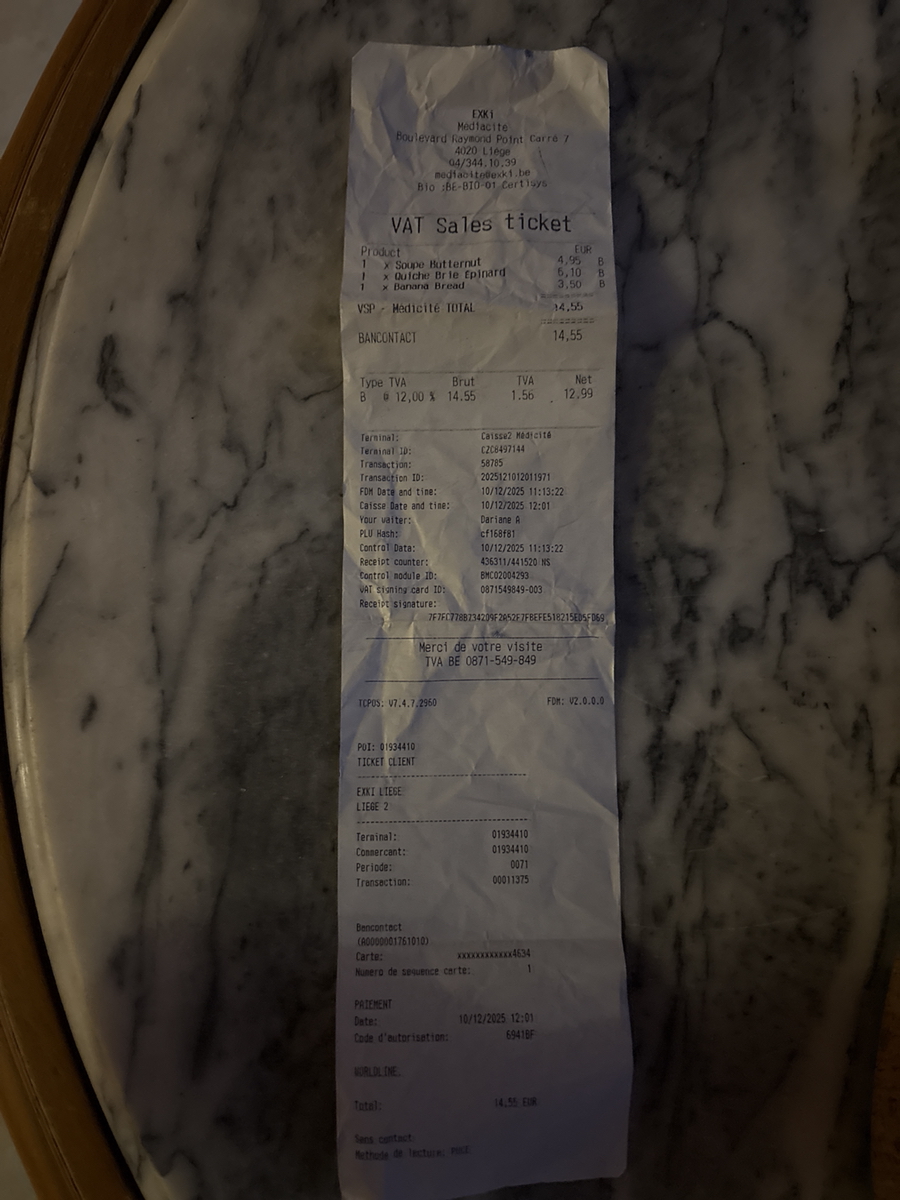 EXKi
Médiacité
Boulevard Raymond Point Carré 7
4020 Liège
04/344.10.39
mediacite@exki.be
Bio :BE-BIO-01 Certisys
VAT Sales ticket
Product EUR
1 x Soupe Butternut 4,95 B
1 x Quiche Brie Epinard 6,10 B
1 x Banana Bread 3,50 B
VSP - Médicité TOTAL 14,55
BANCONTACT 14,55
Type TVA Brut TVA Net
B @ 12,00 % 14.55 1.56 12.99
Terminal: Caisse2 Médicité
Terminal ID: C2C8497144
Transaction: 58785
Transaction ID: 2025121012011971
FDM Date and time: 10/12/2025 11:13:22
Caisse Date and time: 10/12/2025 12:01
Your waiter: Dariane A
PLU Hash: cf168f81
Control Data: 10/12/2025 11:13:22
Receipt counter: 436311/441520 NS
Control module ID: BMC02004293
VAT signing card ID: 0871549849-003
Receipt signature:
Merci de votre visite
TVA BE 0871-549-849
TCPOS: V7.4.7.2960 FDM: V2.0.0.0
POI: 01934410
TICKET CLIENT
--------------------------------
EXKI LIEGE
LIEGE 2
--------------------------------
Terminal: 01934410
Commercant: 01934410
Periode: 0071
Transaction: 00011375
Bancontact
(A0000001761010)
Carte: xxxxxxxxxxxx4634
Numero de sequence carte: 1
PAIEMENT
Date: 10/12/2025 12:01
Code d'autorisation: 6941BF
WORLDLINE
Total: 14.55 EUR
Sans contact
Methode de lecture: